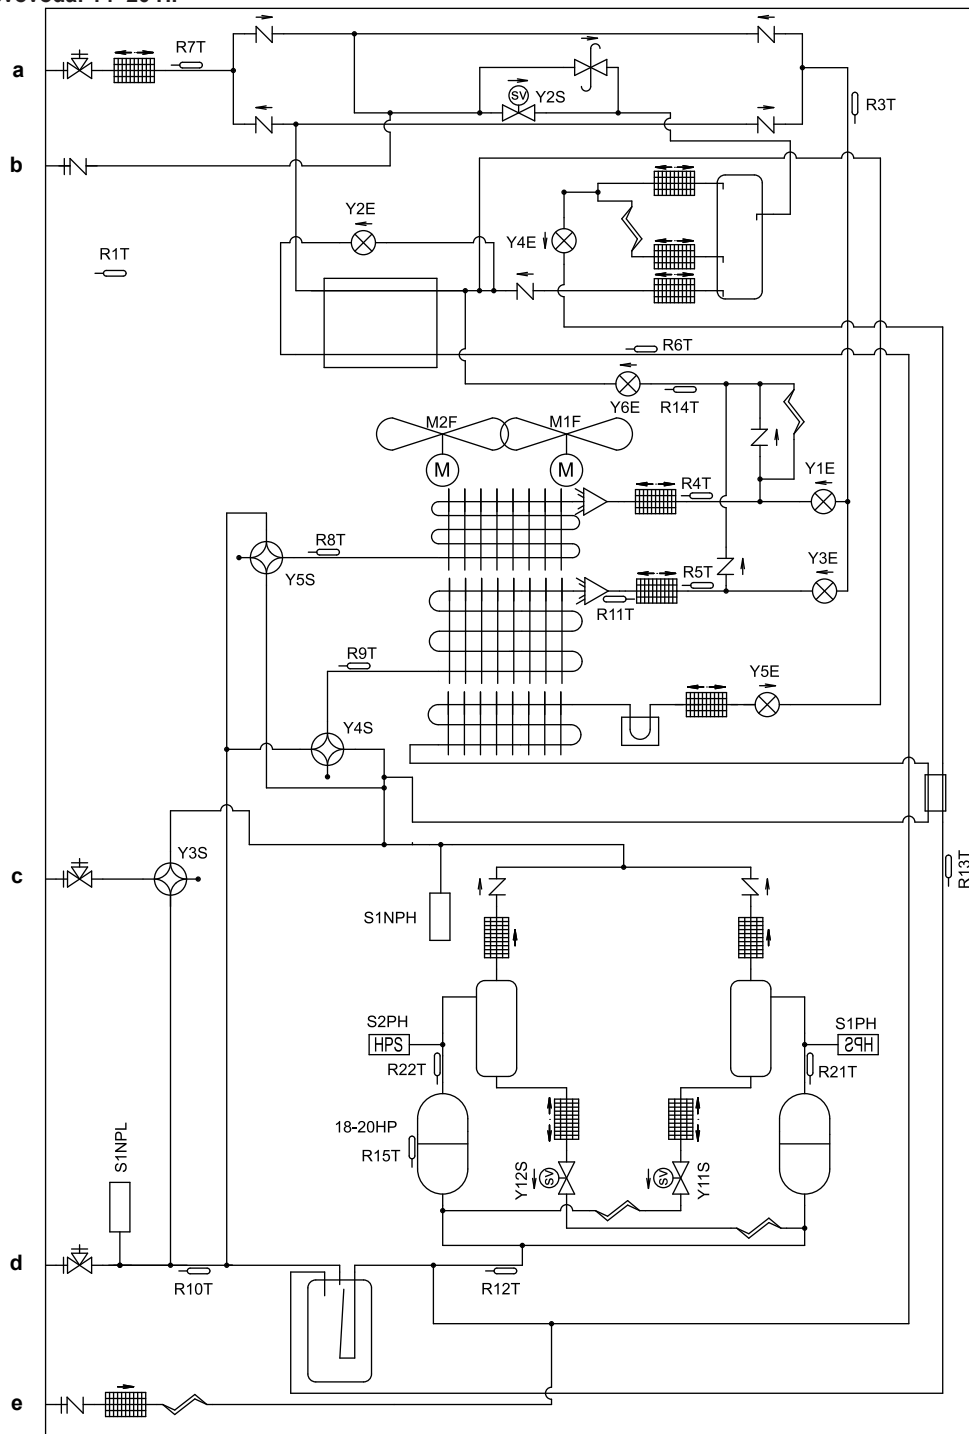 a
R7T
SV
Y2S
R3T
b
Y2E
Y4E
R1T
R6T
Y6E
R14T
M2F
M1F
M
M
Y1E
R4T
R8T
Y5S
R5T
Y3E
R11T
R9T
Y5E
Y4S
c
Y3S
R13T
S1NPH
S2PH
HPS
R22T
S1PH
HPS
R21T
18-20HP
R15T
S1NPL
Y12S
SV
SV
Y11S
d
R10T
R12T
e